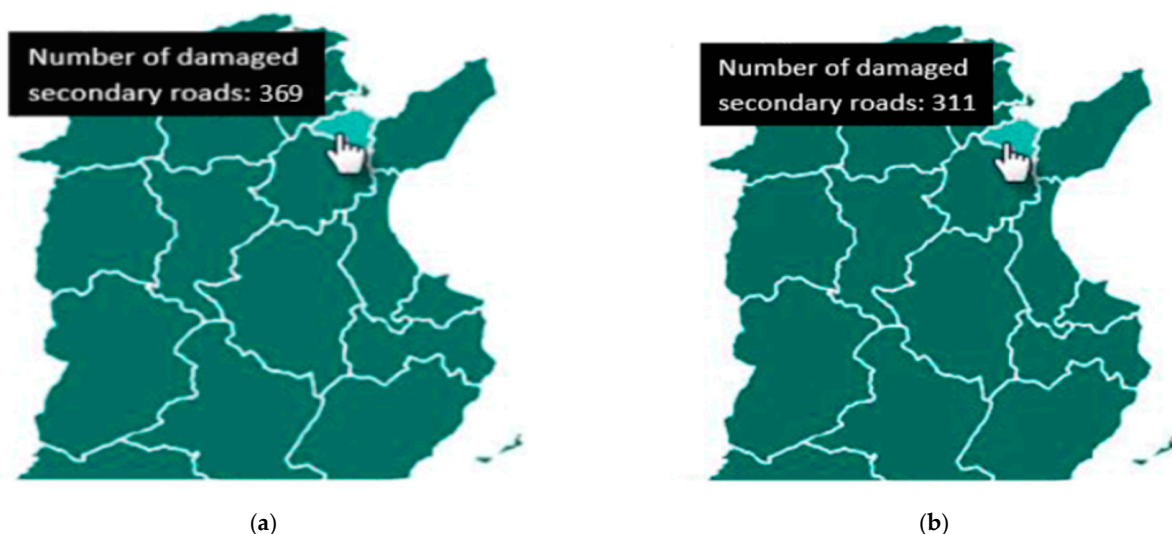 Number of damaged
secondary roads: 369
Number of damaged
secondary roads: 311
(a)
(b)